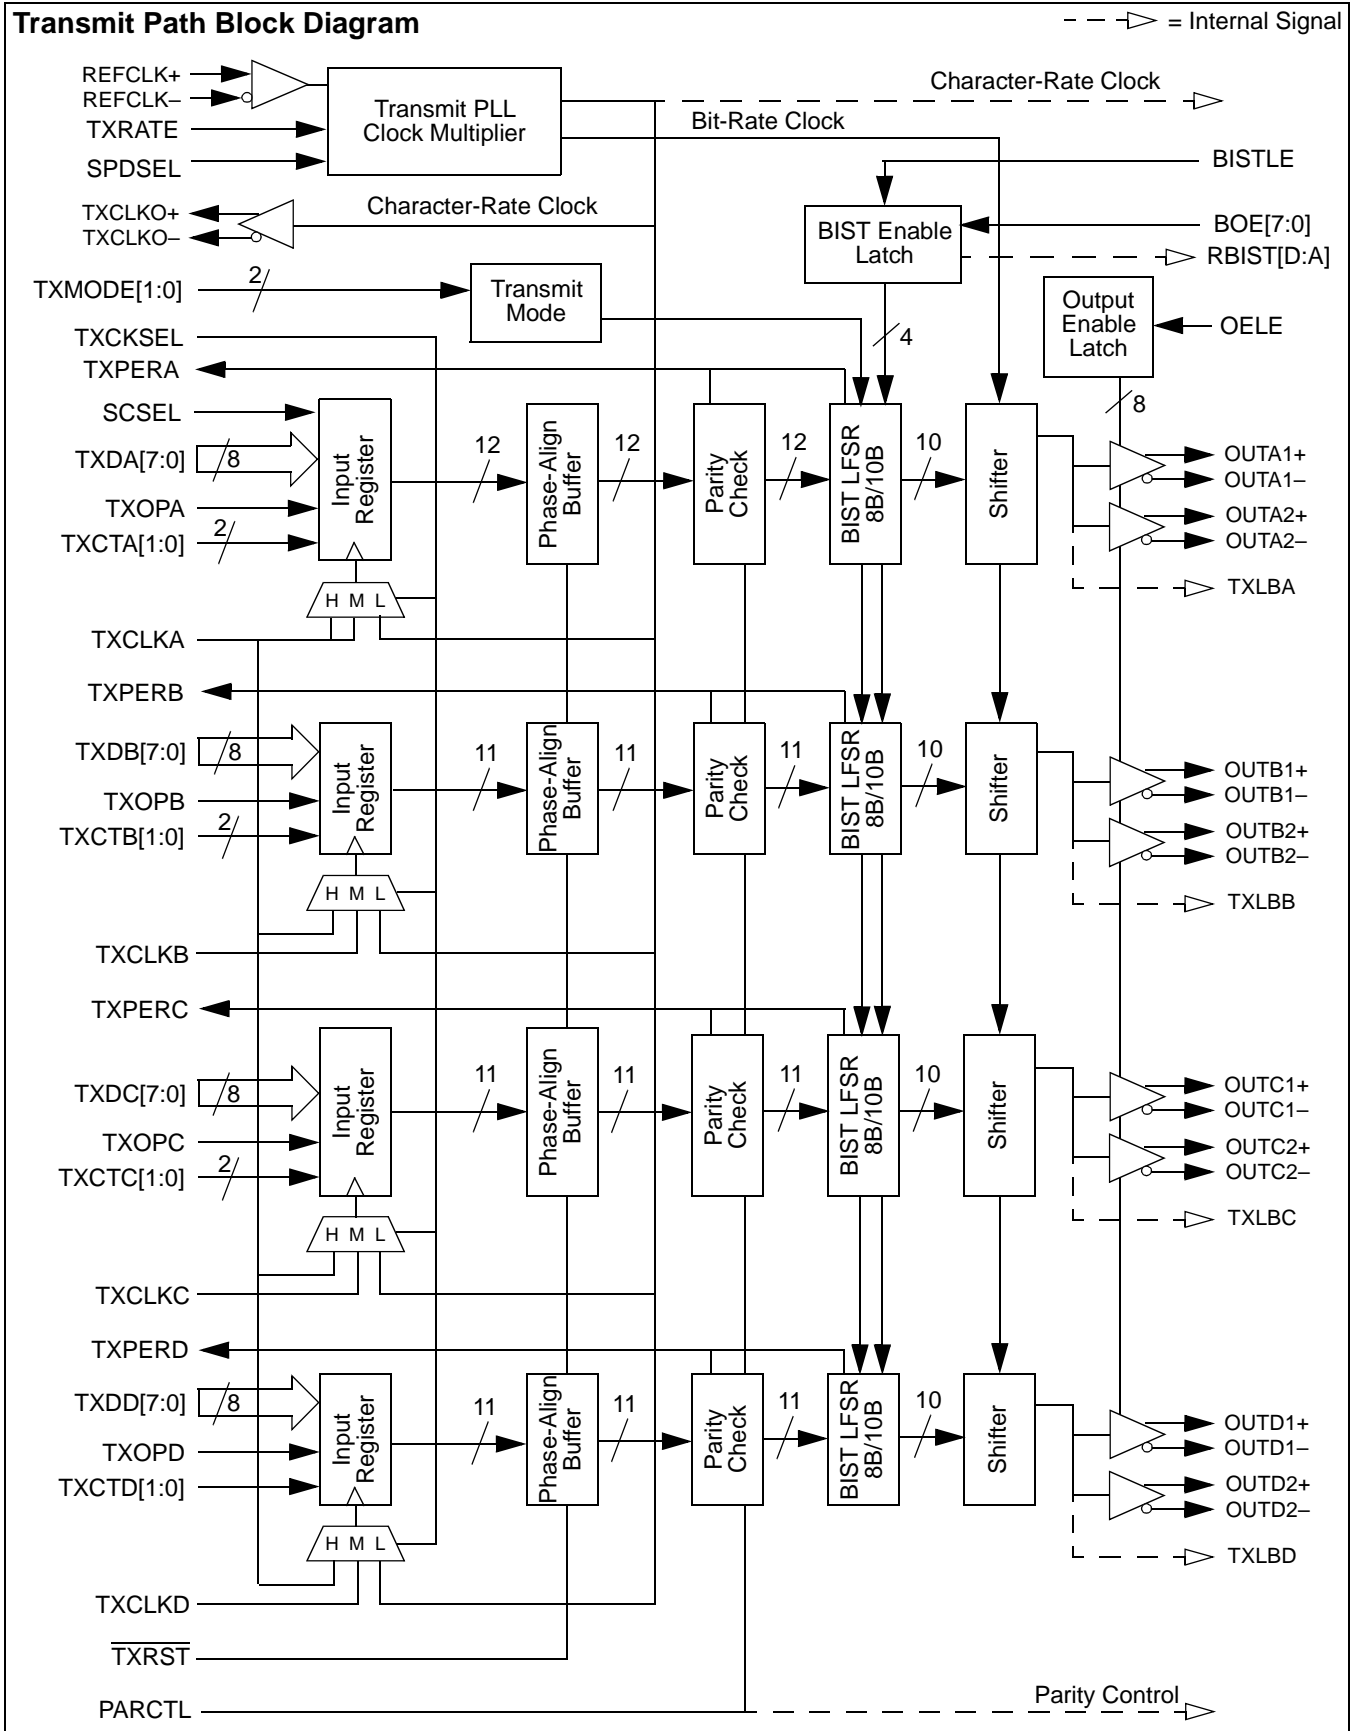 Transmit Path Block Diagram
= Internal Signal
REFCLK+
REFCLK–
TXRATE
SPDSEL
Transmit PLL
Clock Multiplier
Character-Rate Clock
Bit-Rate Clock
BISTLE
TXCLKO+
TXCLKO–
Character-Rate Clock
BIST Enable
Latch
BOE[7:0]
RBIST[D:A]
TXMODE[1:0]
2
Transmit
Mode
4
Output
Enable
Latch
OELE
8
TXCKSEL
TXPERA
SCSEL
TXDA[7:0]
8
TXOPA
TXCTA[1:0]
2
Input
Register
12
Phase-Align
Buffer
12
Parity
Check
12
BIST LFSR
8B/10B
10
Shifter
OUTA1+
OUTA1–
OUTA2+
OUTA2–
TXLBA
H M L
TXCLKA
TXPERB
TXDB[7:0]
8
TXOPB
TXCTB[1:0]
2
Input
Register
11
Phase-Align
Buffer
11
Parity
Check
11
BIST LFSR
8B/10B
10
Shifter
OUTB1+
OUTB1–
OUTB2+
OUTB2–
TXLBB
H M L
TXCLKB
TXPERC
TXDC[7:0]
8
TXOPC
TXCTC[1:0]
2
Input
Register
11
Phase-Align
Buffer
11
Parity
Check
11
BIST LFSR
8B/10B
10
Shifter
OUTC1+
OUTC1–
OUTC2+
OUTC2–
TXLBC
H M L
TXCLKC
TXPERD
TXDD[7:0]
8
TXOPD
TXCTD[1:0]
Input
Register
11
Phase-Align
Buffer
11
Parity
Check
11
BIST LFSR
8B/10B
10
Shifter
OUTD1+
OUTD1–
OUTD2+
OUTD2–
TXLBD
H M L
TXCLKD
TXRST
PARCTL
Parity Control